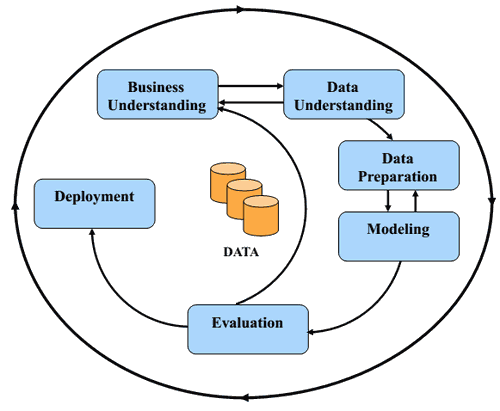 Business
Understanding
Data
Understanding
Data
Preparation
Deployment
Modeling
DATA
Evaluation